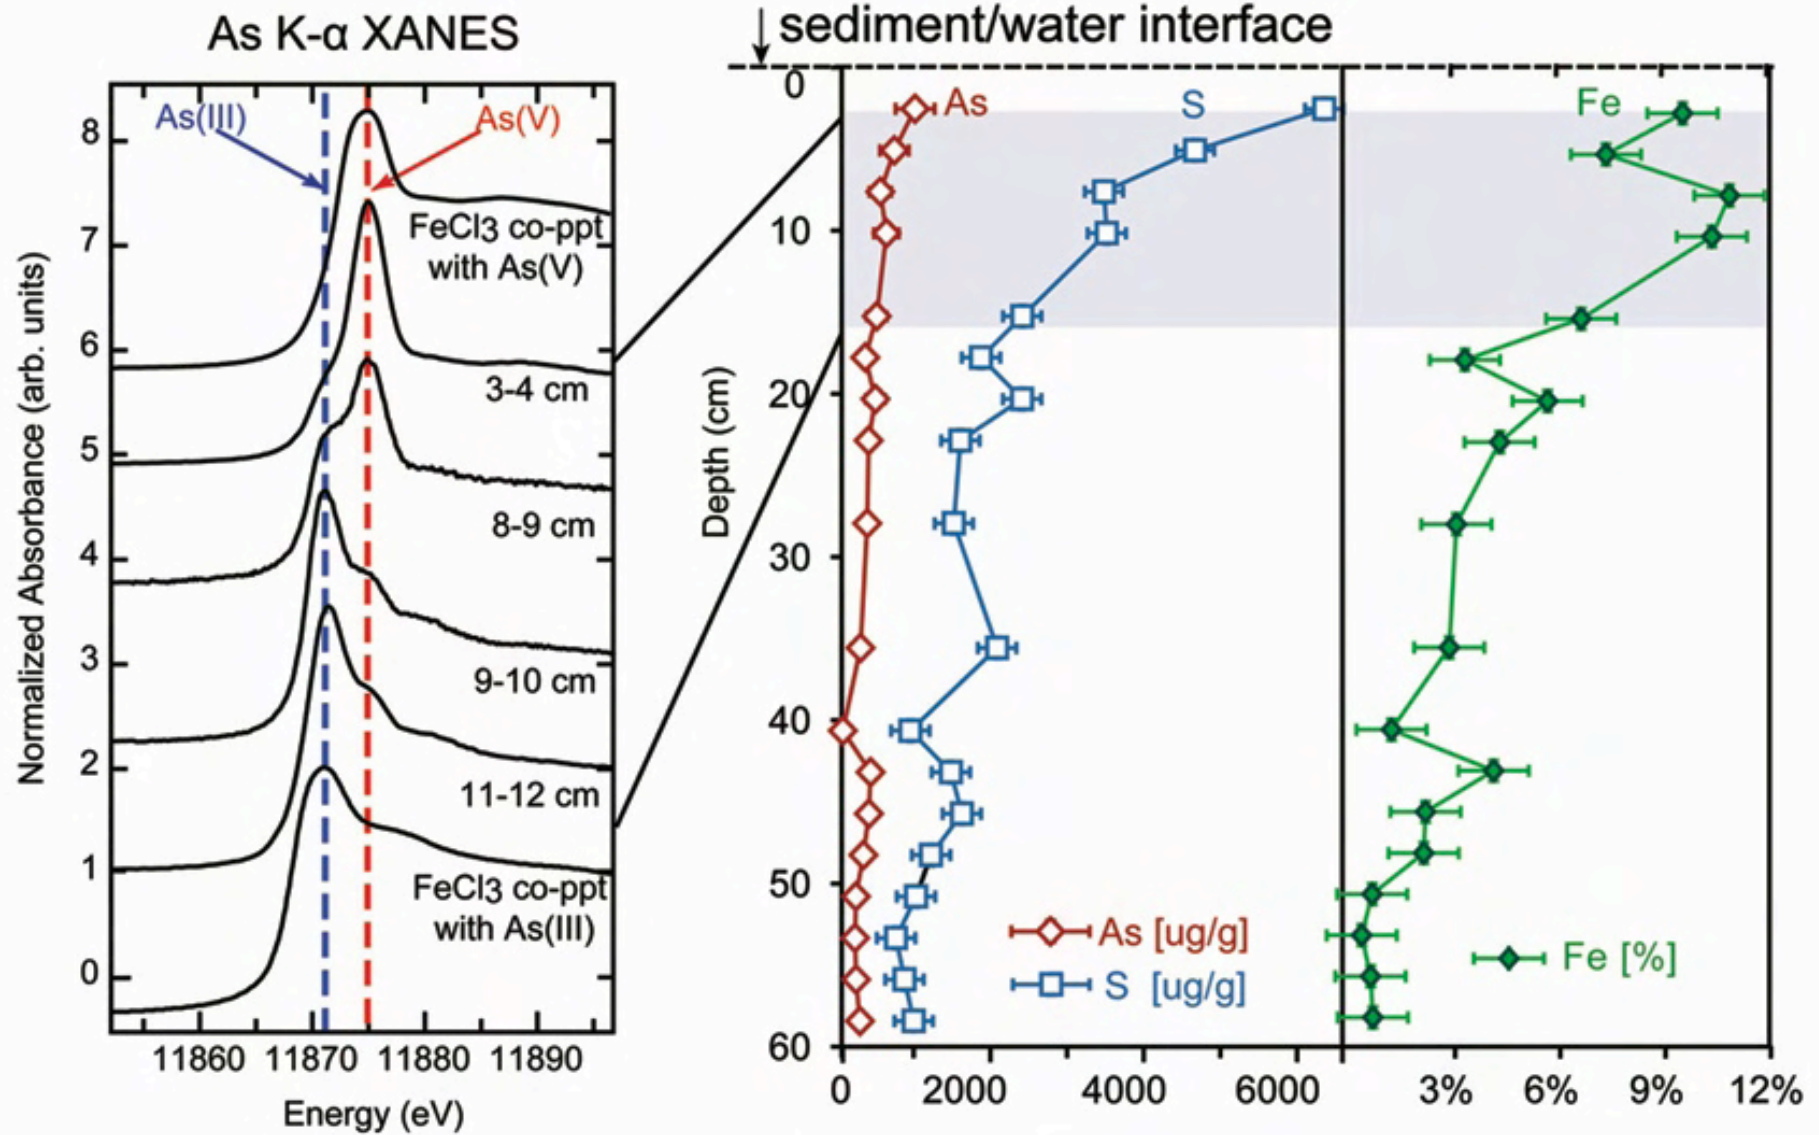 As K-α XANES
As(III)
As(V)
FeCl3 co-ppt
with As(V)
3-4 cm
8-9 cm
9-10 cm
11-12 cm
FeCl3 co-ppt
with As(III)
Normalized Absorbance (arb. units)
8
7
6
5
4
3
2
1
0
11860 11870 11880 11890
Energy (eV)
sediment/water interface
As
S
Fe
Depth (cm)
0
10
20
30
40
50
60
As [ug/g]
S [ug/g]
Fe [%]
0 2000 4000 6000
3% 6% 9% 12%